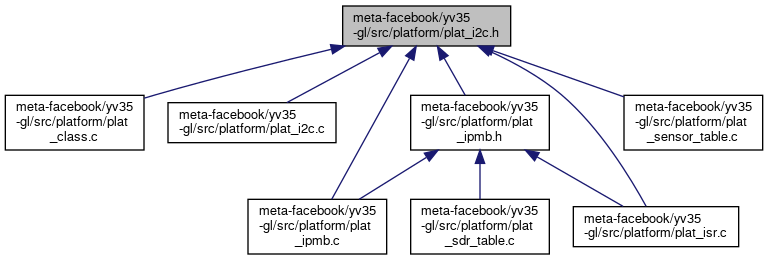 meta-facebook/yv35
-gl/src/platform/plat_i2c.h
meta-facebook/yv35
-gl/src/platform/plat
_class.c
meta-facebook/yv35
-gl/src/platform/plat_i2c.c
meta-facebook/yv35
-gl/src/platform/plat
_ipmb.h
meta-facebook/yv35
-gl/src/platform/plat
_sensor_table.c
meta-facebook/yv35
-gl/src/platform/plat
_ipmb.c
meta-facebook/yv35
-gl/src/platform/plat
_sdr_table.c
meta-facebook/yv35
-gl/src/platform/plat_isr.c